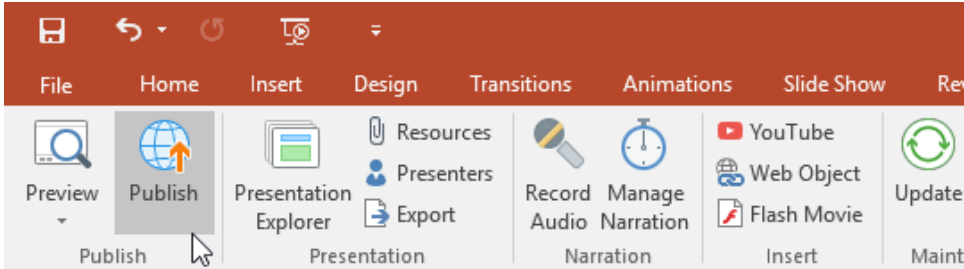 File Home Insert Design Transitions Animations Slide Show
Preview
Publish
Publish
Presentation
Explorer
Resources
Presenters
Export
Presentation
Record
Audio
Manage
Narration
Narration
YouTube
Web Object
Flash Movie
Insert
Update